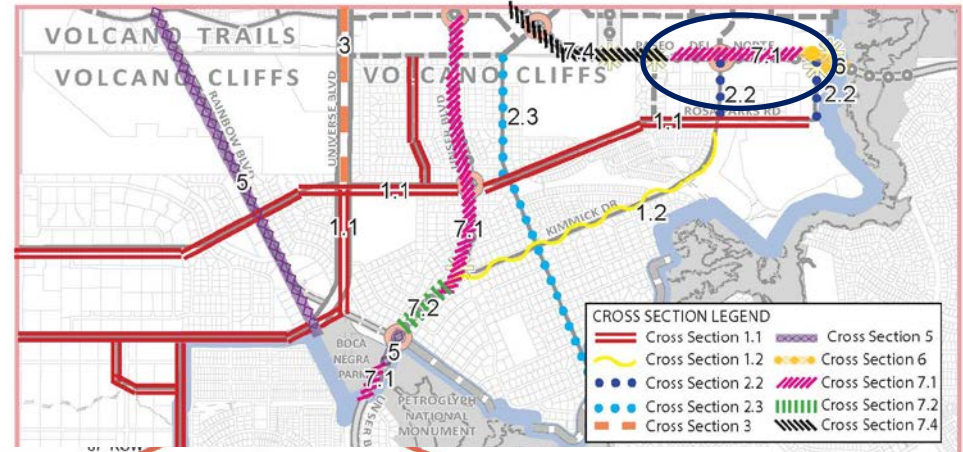 VOLCANO TRAILS
VOLCANO CLIFFS
VOLCANO CLIFFS
3
7.4
PASEO DEL NORTE
7.1
6
2.2
2.2
RAINBOW BLVD
UNIVERSE BLVD
UNSER BLVD
2.3
ROSA PARKS RD
1.1
5
1.1
1.1
7.1
KIMMICK DR
1.2
7.2
BOCA
NEGRA
PARK
5
7.1
PETROGLYPH
NATIONAL
MONUMENT
UNSER B
CROSS SECTION LEGEND
Cross Section 1.1
Cross Section 1.2
Cross Section 2.2
Cross Section 2.3
Cross Section 3
Cross Section 5
Cross Section 6
Cross Section 7.1
Cross Section 7.2
Cross Section 7.4